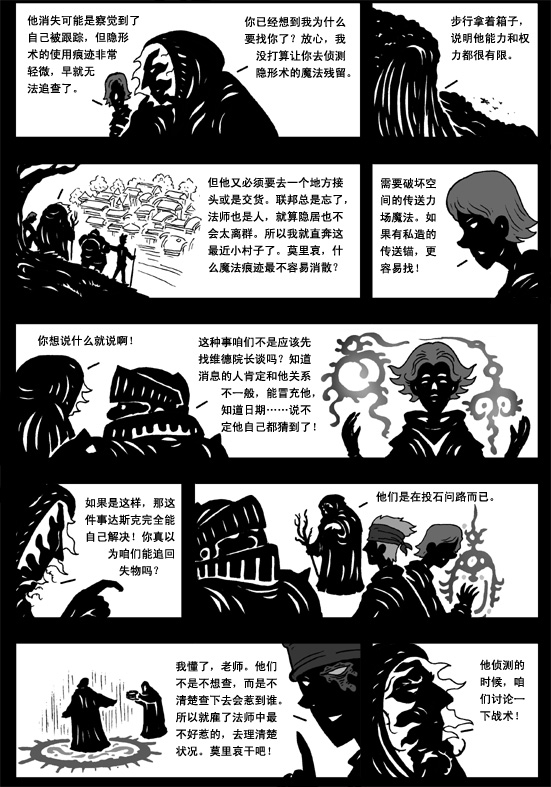 他消失可能是察觉到了
自己被跟踪，但隐形
术的使用痕迹非常
轻微，早就无
法追查了。
你已经想到我为什么
要找你了？放心，我
没打算让你去侦测
隐形术的魔法残留。
步行拿着箱子，
说明他能力和权
力都很有限。
但他又必须要去一个地方接
头或是交货。联邦总是忘了，
法师也是人，就算隐居也不
会太离群。所以我就直奔这
最近小村子了。莫里哀，什
么魔法痕迹最不容易消散？
需要破坏空
间的传送力
场魔法。如
果有私造的
传送锚，更
容易找！
你想说什么就说啊！
这种事咱们不是应该先
找维德院长谈吗？知道
消息的人肯定和他关系
不一般，能冒充他，
知道日期……说不
定他自己都猜到了！
如果是这样，那这
件事达斯克完全能
自己解决！你真以
为咱们能追回
失物吗？
他们是在投石问路而已。
我懂了，老师。他们
不是不想查，而是不
清楚查下去会惹到谁。
所以就雇了法师中最
不好惹的，去理清楚
状况。莫里哀干吧！
他侦测的
时候，咱
们讨论一
下战术！